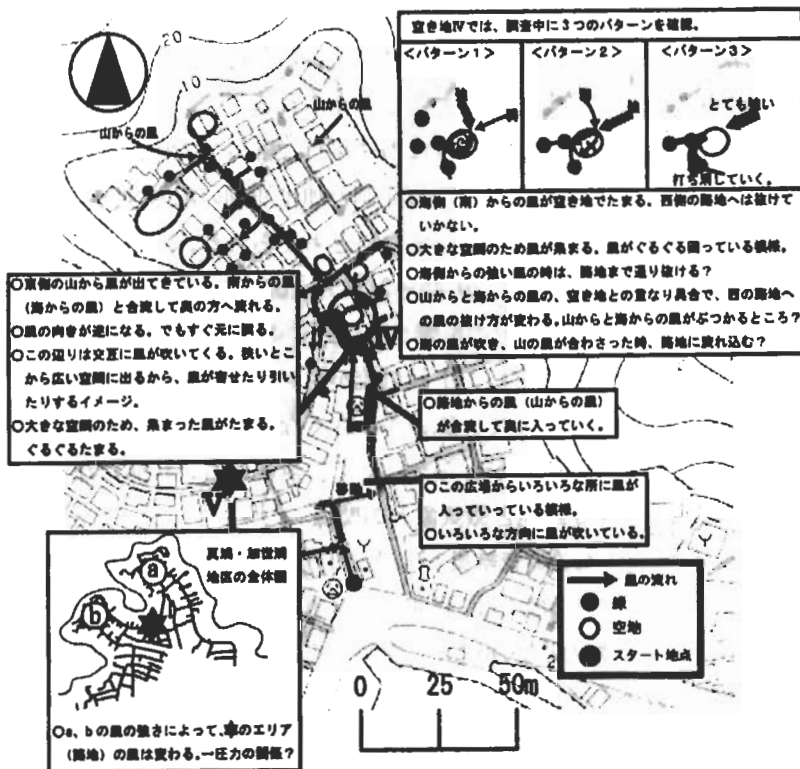 空き地Ⅳでは、調査中に３つのパターンを確認。
＜パターン１＞
＜パターン２＞
＜パターン３＞
とても強い
打ち消していく。
20
10
山からの風
山からの風
○海側（南）からの風が空き地でたまる。西側の路地へは抜けて
いかない。
○大きな空間のため風が集まる。風がぐるぐる回っている模様。
○海側からの強い風の時は、路地まで通り抜ける？
○山からと海からの風の、空き地との重なり具合で、西の路地へ
の風の抜け方が変わる。山からと海からの風がぶつかるところ？
○海の風が吹き、山の風が合わさった時、路地に流れ込む？
○東側の山から風が出てきている。南からの風
（海からの風）と合流して奥の方へ流れる。
○風の向きが逆になる。でもすぐ元に戻る。
○この辺りは交互に風が吹いてくる。狭いとこ
から広い空間に出るから、風が寄せたり引い
たりするイメージ。
○大きな空間のため、集まった風がたまる。
ぐるぐるたまる。
Ⅳ
○路地からの風（山からの風）
が合流して奥に入っていく。
Ⅴ
○この広場からいろいろな所に風が
入っていっている模様。
○いろいろな方向に風が吹いている。
真鶴・
地区の全体図
a
b
○a、bの風の強さによって、★のエリア
（路地）の風は変わる。→圧力の関係？
風の流れ
緑
空地
スタート地点
2
0
25
50m